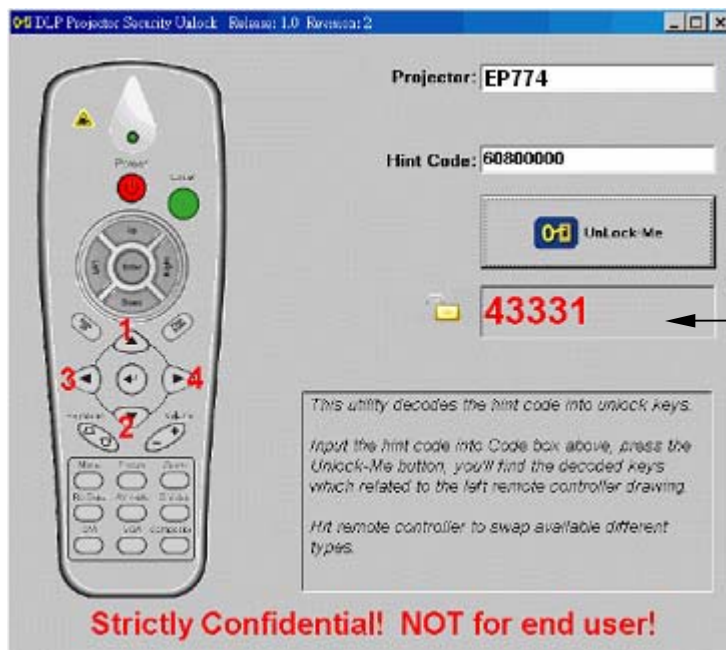 DLP Projector Security Unlock Release: 1.0 Revision: 2
Projector: EP774
Power
Hint Code: 60800000
UnLock-Me
43331
1
3
4
2
This utility decodes the hint code into unlock keys.
Input the hint code into Code box above, press the
Unlock-Me button, you'll find the decoded keys
which related to the left remote controller drawing.
Hit remote controller to swap available different
types.
Menu Freeze Zoom
VGA
Strictly Confidential! NOT for end user!